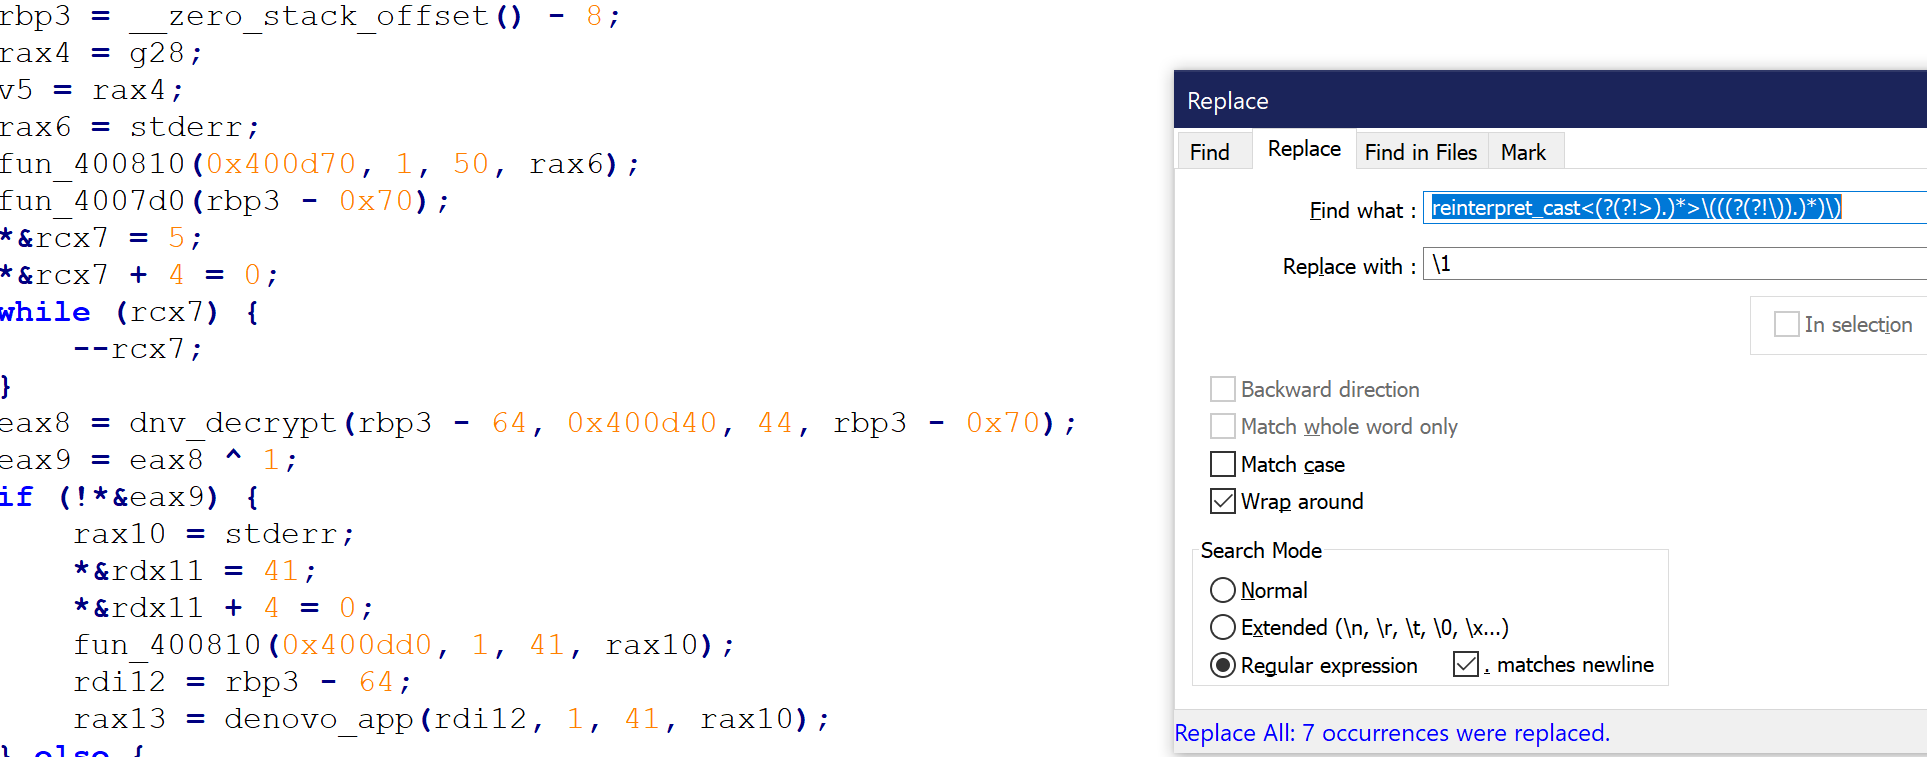 rbp3 = __zero_stack_offset() - 8;
rax4 = g28;
v5 = rax4;
rax6 = stderr;
fun_400810(0x400d70, 1, 50, rax6);
fun_4007d0(rbp3 - 0x70);
*&rcx7 = 5;
*&rcx7 + 4 = 0;
while (rcx7) {
    --rcx7;
}
eax8 = dnv_decrypt(rbp3 - 64, 0x400d40, 44, rbp3 - 0x70);
eax9 = eax8 ^ 1;
if (!*&eax9) {
    rax10 = stderr;
    *&rdx11 = 41;
    *&rdx11 + 4 = 0;
    fun_400810(0x400dd0, 1, 41, rax10);
    rdi12 = rbp3 - 64;
    rax13 = denovo_app(rdi12, 1, 41, rax10);
} else {
Replace
Find Replace Find in Files Mark
Find what : reinterpret_cast<(?(?!>).)*>\(((?(?!\)).)*)\)
Replace with : \1
In selection
Backward direction
Match whole word only
Match case
Wrap around
Search Mode
Normal
Extended (\n, \r, \t, \0, \x...)
Regular expression . matches newline
Replace All: 7 occurrences were replaced.